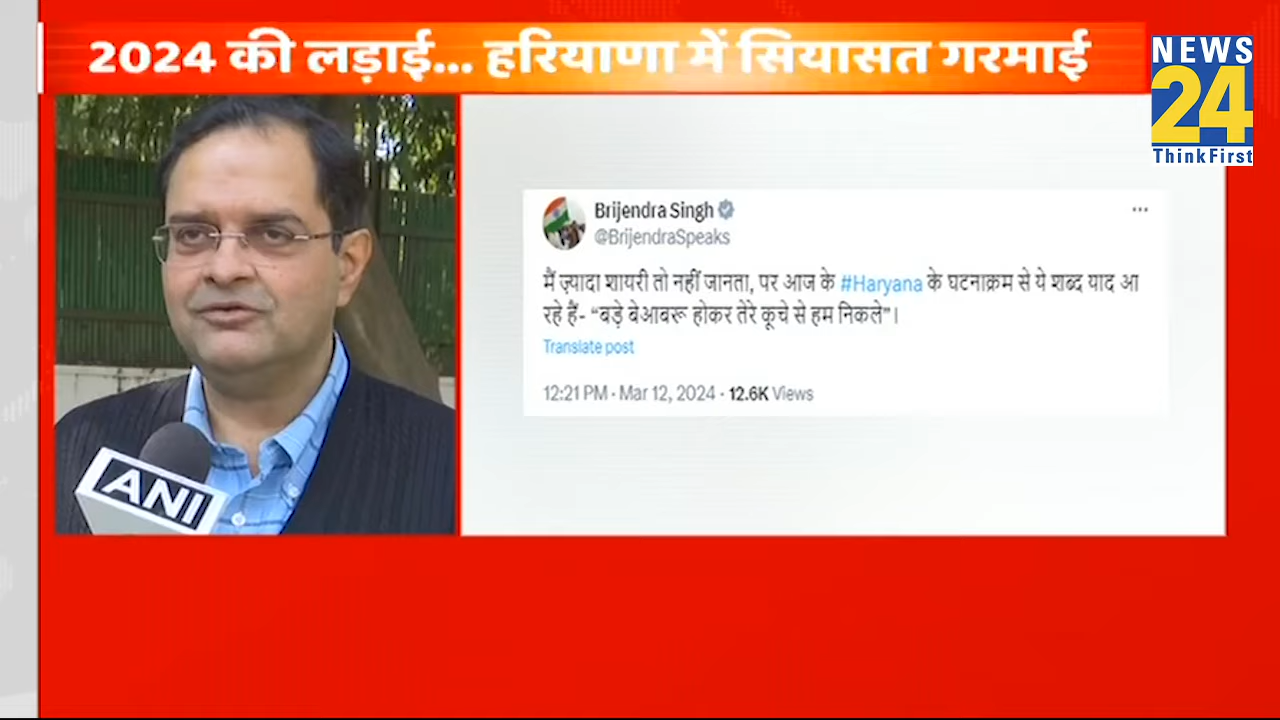 2024 की लड़ाई... हरियाणा में सियासत गरमाई
NEWS
24
ThinkFirst
Brijendra Singh
@BrijendraSpeaks
मैं ज़्यादा शायरी तो नहीं जानता, पर आज के #Haryana के घटनाक्रम से ये शब्द याद आ
रहे हैं- “बड़े बेआबरू होकर तेरे कूचे से हम निकले”।
Translate post
12:21 PM · Mar 12, 2024 · 12.6K Views
ANI